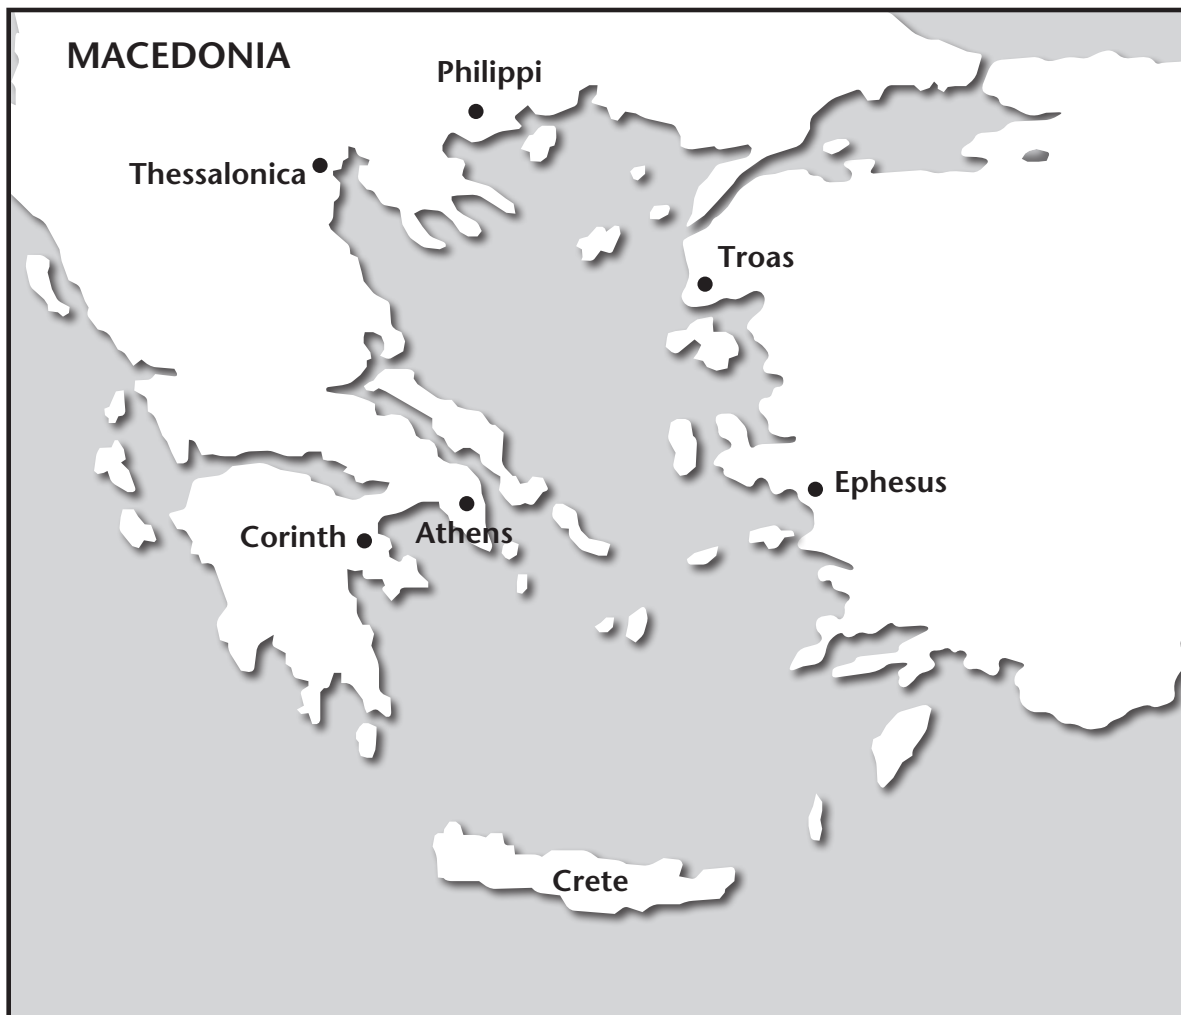 MACEDONIA
Philippi
Thessalonica
Troas
Ephesus
Corinth
Athens
Crete